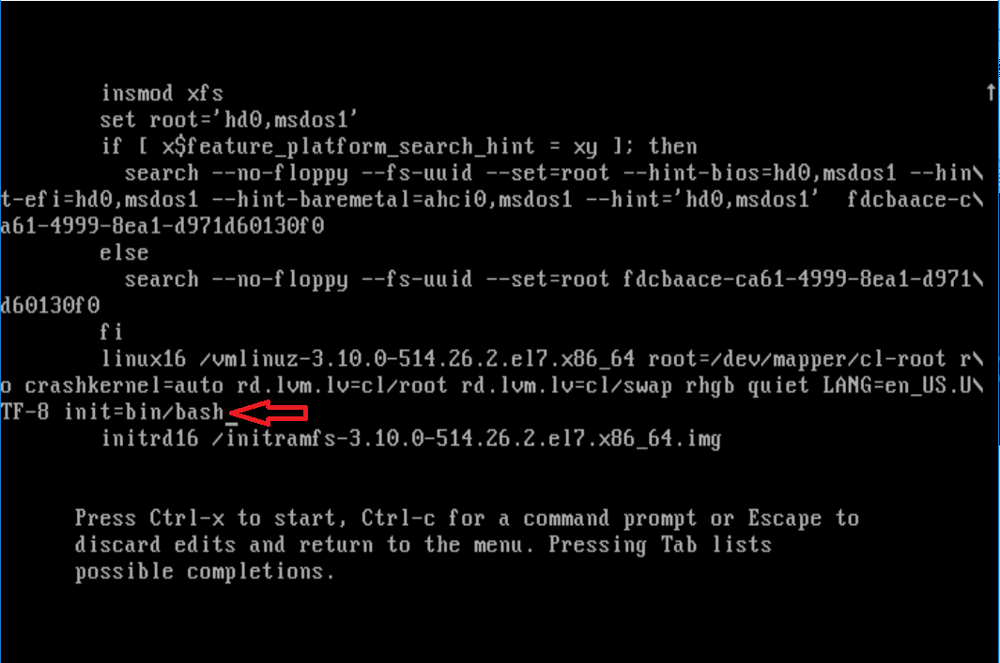 insmod xfs
set root='hd0,msdos1'
if [ x$feature_platform_search_hint = xy ]; then
search --no-floppy --fs-uuid --set=root --hint-bios=hd0,msdos1 --hin\
t-efi=hd0,msdos1 --hint-baremetal=ahci0,msdos1 --hint='hd0,msdos1'  fdcbaace-c\
a61-4999-8ea1-d971d60130f0
else
search --no-floppy --fs-uuid --set=root fdcbaace-ca61-4999-8ea1-d971\
d60130f0
fi
linux16 /vmlinuz-3.10.0-514.26.2.el7.x86_64 root=/dev/mapper/cl-root r\
o crashkernel=auto rd.lvm.lv=cl/root rd.lvm.lv=cl/swap rhgb quiet LANG=en_US.U\
TF-8 init=bin/bash_
initrd16 /initramfs-3.10.0-514.26.2.el7.x86_64.img
Press Ctrl-x to start, Ctrl-c for a command prompt or Escape to
discard edits and return to the menu. Pressing Tab lists
possible completions.